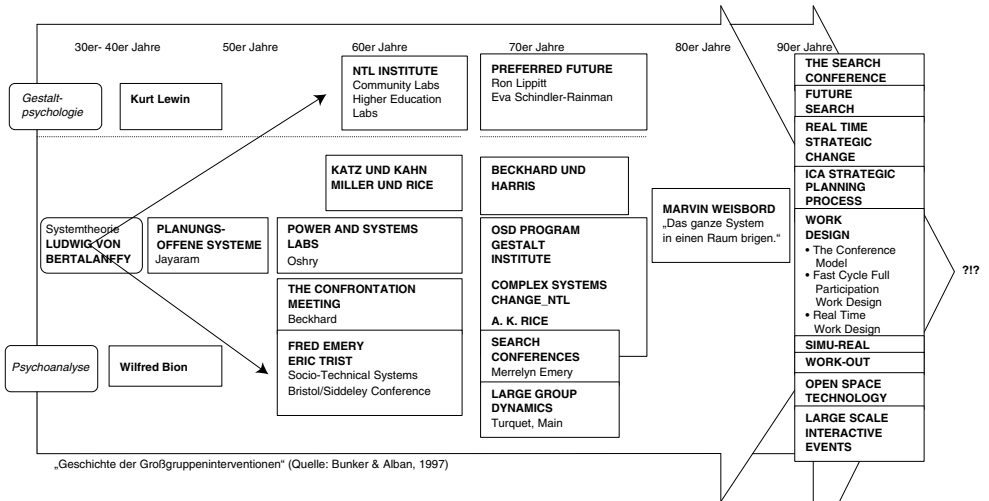 30er- 40er Jahre
50er Jahre
60er Jahre
70er Jahre
80er Jahre
90er Jahre
Gestalt-
psychologie
Kurt Lewin
NTL INSTITUTE
Community Labs
Higher Education
Labs
PREFERRED FUTURE
Ron Lippitt
Eva Schindler-Rainman
KATZ UND KAHN
MILLER UND RICE
BECKHARD UND
HARRIS
Systemtheorie
LUDWIG VON
BERTALANFFY
PLANUNGS-
OFFENE SYSTEME
Jayaram
POWER AND SYSTEMS
LABS
Oshry
THE CONFRONTATION
MEETING
Beckhard
OSD PROGRAM
GESTALT
INSTITUTE
COMPLEX SYSTEMS
CHANGE_NTL
A. K. RICE
MARVIN WEISBORD
„Das ganze System
in einen Raum brigen.“
Psychoanalyse
Wilfred Bion
FRED EMERY
ERIC TRIST
Socio-Technical Systems
Bristol/Siddeley Conference
SEARCH
CONFERENCES
Merrelyn Emery
LARGE GROUP
DYNAMICS
Turquet, Main
THE SEARCH
CONFERENCE
FUTURE
SEARCH
REAL TIME
STRATEGIC
CHANGE
ICA STRATEGIC
PLANNING
PROCESS
WORK
DESIGN
• The Conference
Model
• Fast Cycle Full
Participation
Work Design
• Real Time
Work Design
SIMU-REAL
WORK-OUT
OPEN SPACE
TECHNOLOGY
LARGE SCALE
INTERACTIVE
EVENTS
?!?
„Geschichte der Großgruppeninterventionen“ (Quelle: Bunker & Alban, 1997)